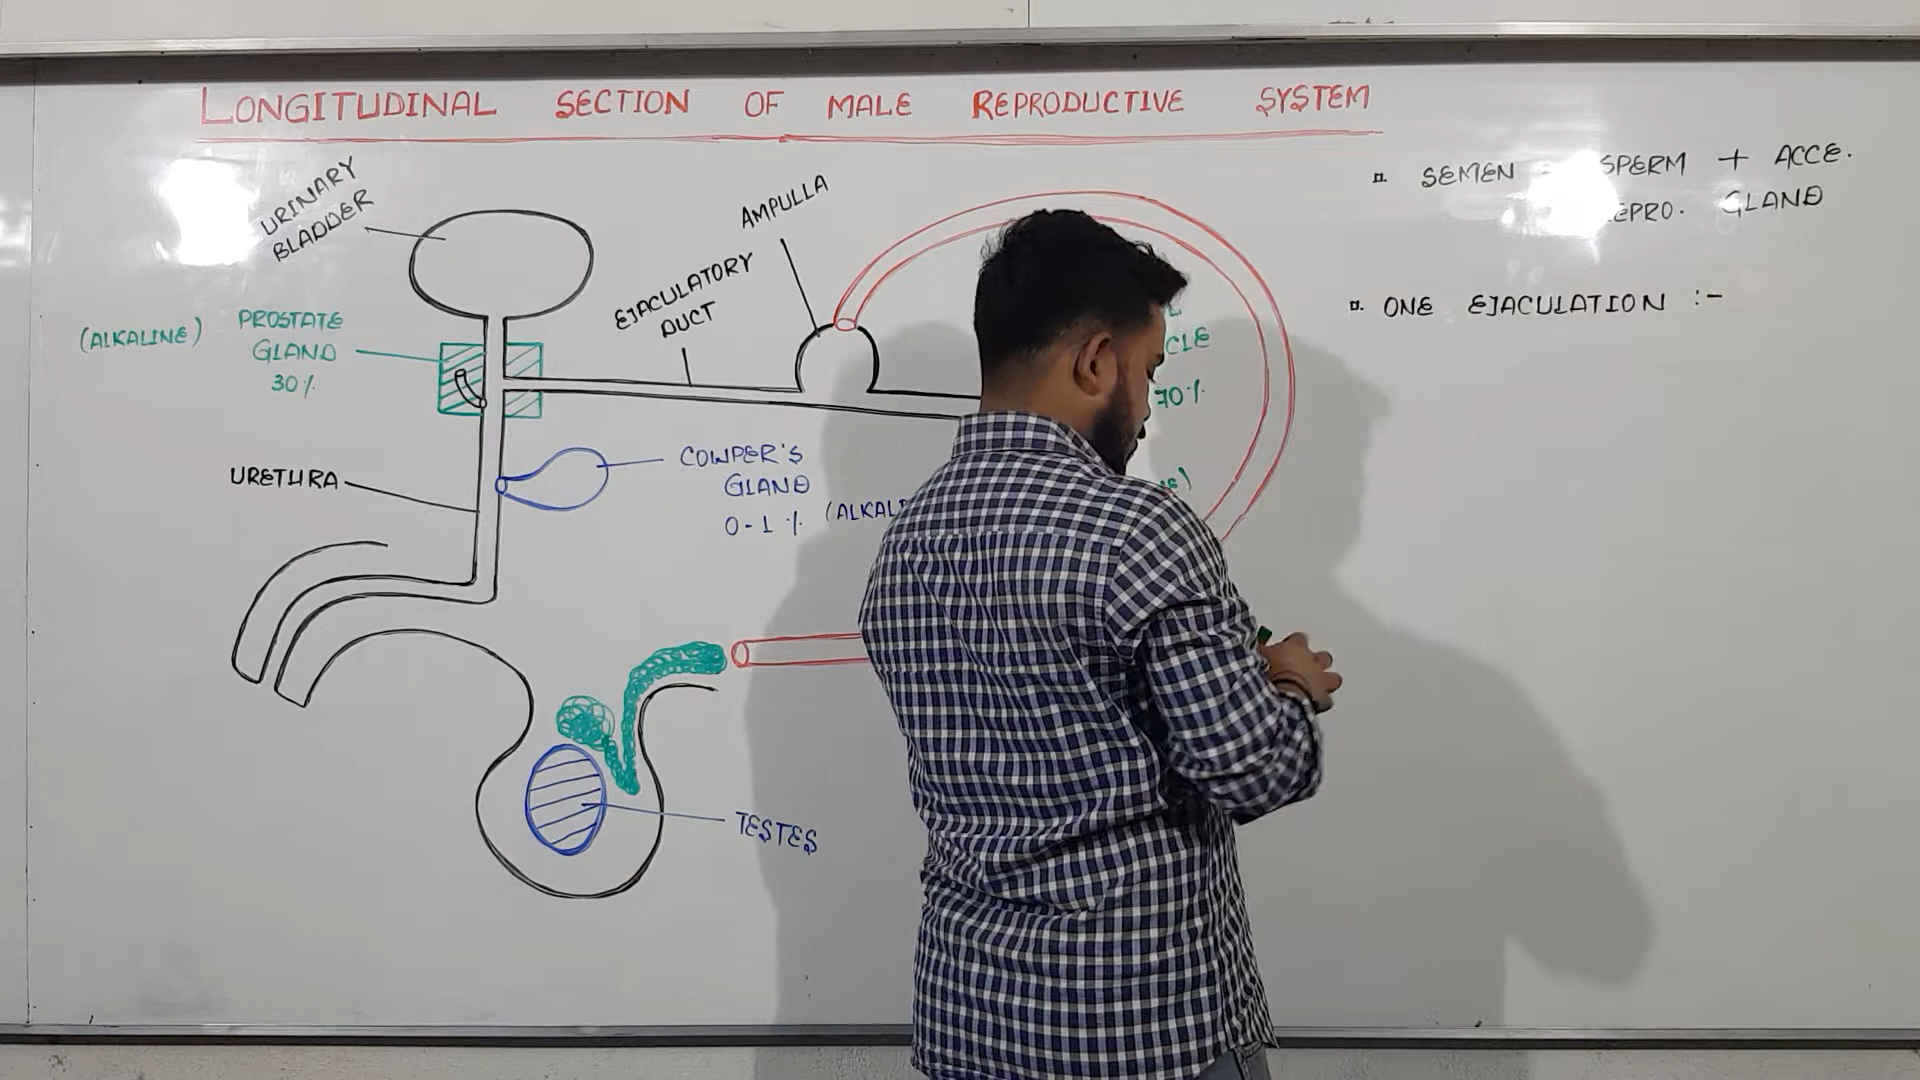 LONGITUDINAL SECTION OF MALE REPRODUCTIVE SYSTEM
URINARY
BLADDER
AMPULLA
EJACULATORY
DUCT
(ALKALINE) PROSTATE
GLAND
30%
70%
URETHRA
COWPER'S
GLAND
0-1%
TESTES
SEMEN SPERM + ACCE.
GLAND
ONE EJACULATION :-